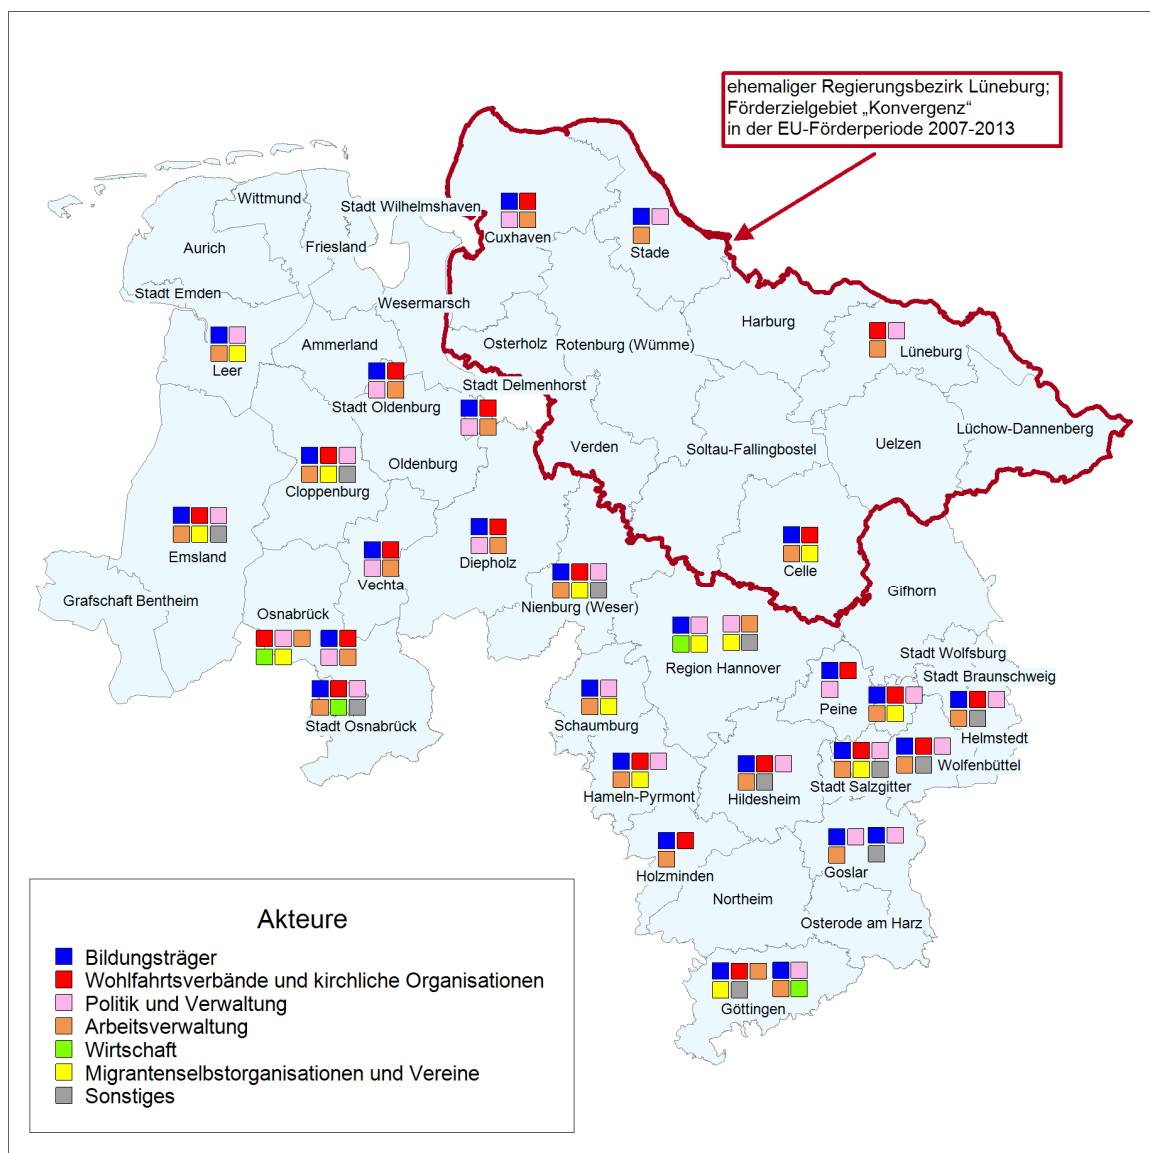 ehemaliger Regierungsbezirk Lüneburg;
Förderzielgebiet „Konvergenz“
in der EU-Förderperiode 2007-2013
Wittmund
Stadt Wilhelmshaven
Aurich
Friesland
Cuxhaven
Stade
Stadt Emden
Wesermarsch
Harburg
Ammerland
Osterholz
Rotenburg (Wümme)
Lüneburg
Leer
Stadt Delmenhorst
Stadt Oldenburg
Lüchow-Dannenberg
Verden
Soltau-Fallingbostel
Uelzen
Oldenburg
Cloppenburg
Emsland
Diepholz
Celle
Vechta
Gifhorn
Grafschaft Bentheim
Nienburg (Weser)
Osnabrück
Stadt Wolfsburg
Region Hannover
Stadt Braunschweig
Peine
Stadt Osnabrück
Schaumburg
Helmstedt
Wolfenbüttel
Stadt Salzgitter
Hameln-Pyrmont
Hildesheim
Holzminden
Goslar
Northeim
Osterode am Harz
Göttingen
Akteure
Bildungsträger
Wohlfahrtsverbände und kirchliche Organisationen
Politik und Verwaltung
Arbeitsverwaltung
Wirtschaft
Migrantenselbstorganisationen und Vereine
Sonstiges